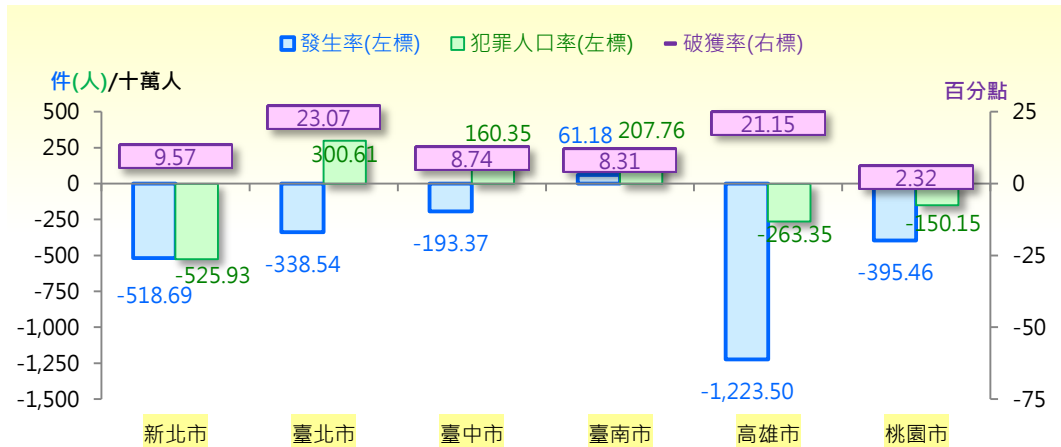 發生率(左標) 犯罪人口率(左標) 破獲率(右標)
件(人)/十萬人 百分點
500 25
250
0 0
-250
-500 -25
-750
-1,000 -50
-1,250
-1,500 -75
9.57 23.07 8.74 8.31 21.15 2.32
300.61 160.35 61.18 207.76
-518.69 -525.93 -338.54 -193.37 -1,223.50 -263.35 -395.46 -150.15
新北市 臺北市 臺中市 臺南市 高雄市 桃園市